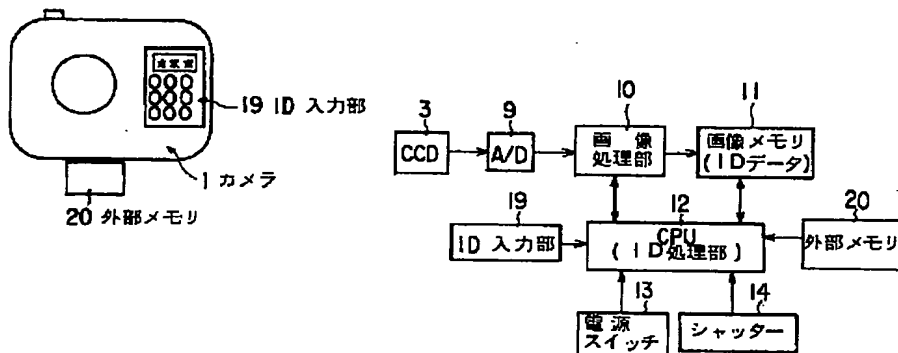 19 ID 入力部
1 カメラ
20 外部メモリ
3
CCD
9
A/D
10
画像
処理部
11
画像メモリ
(IDデータ)
19
ID 入力部
12
CPU
(ID処理部)
20
外部メモリ
13
電源
スイッチ
14
シャッター